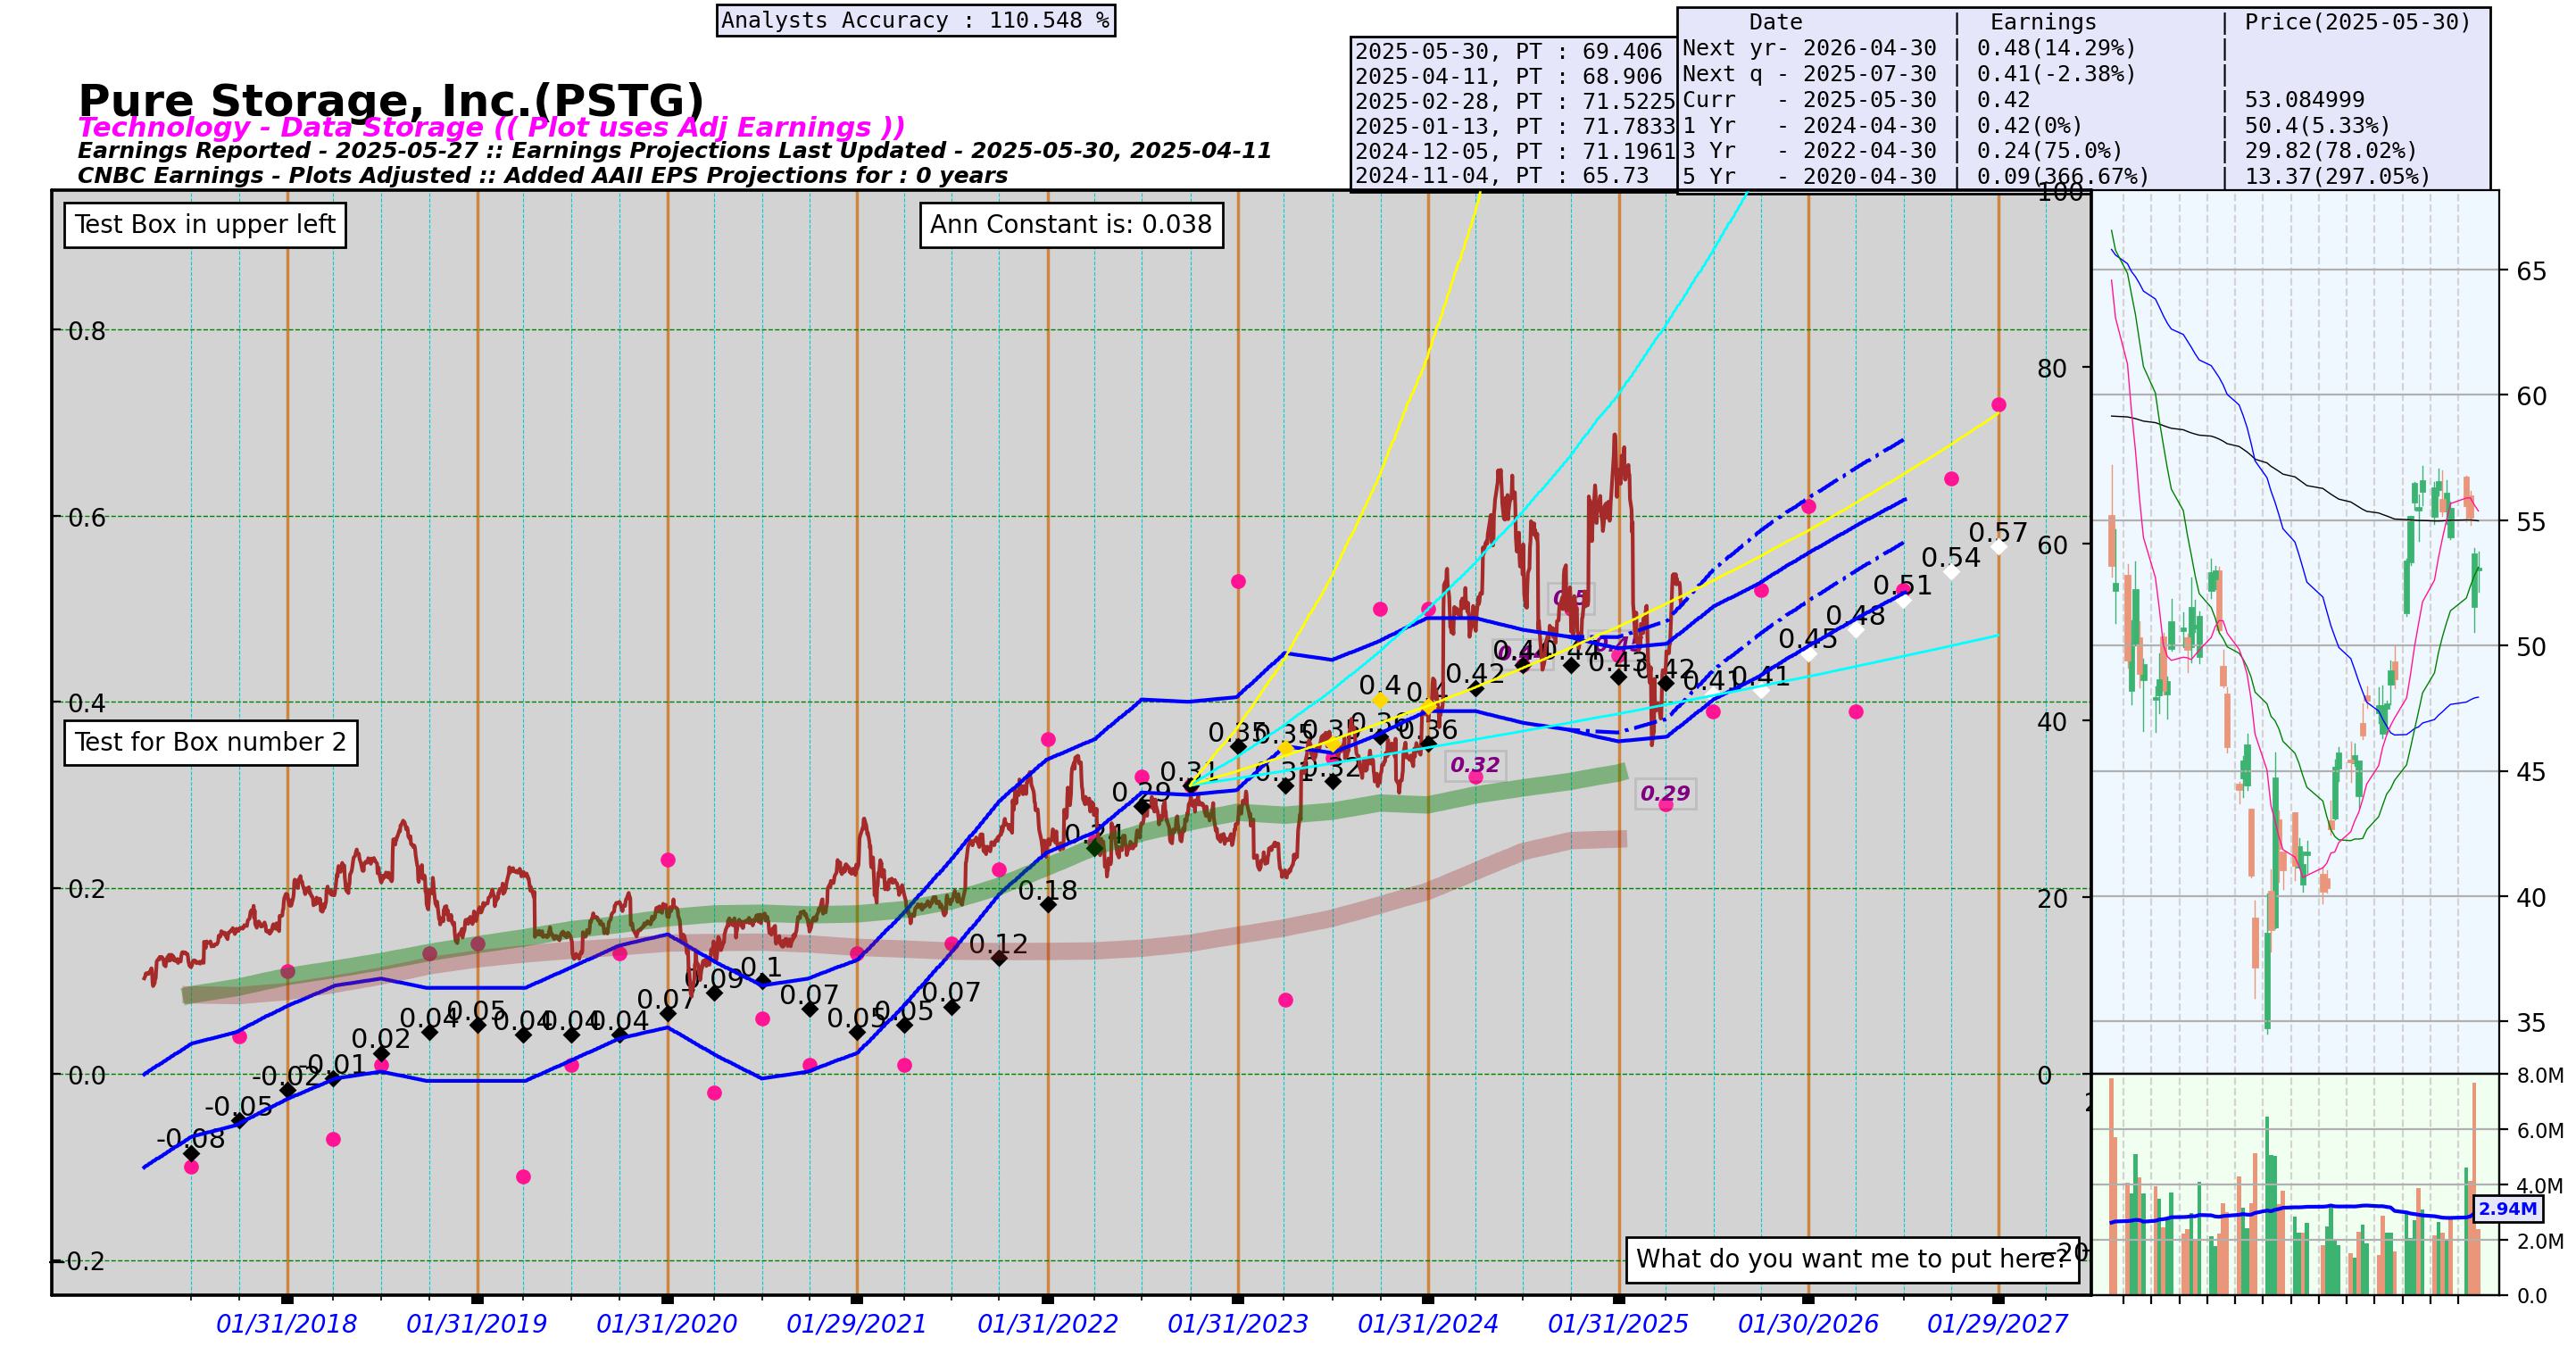 Analysts Accuracy : 110.548 %
Date | Earnings | Price(2025-05-30)
Next yr- 2026-04-30 | 0.48(14.29%) |
Next q - 2025-07-30 | 0.41(-2.38%) |
Curr - 2025-05-30 | 0.42 | 53.084999
1 Yr - 2024-04-30 | 0.42(0%) | 50.4(5.33%)
3 Yr - 2022-04-30 | 0.24(75.0%) | 29.82(78.02%)
5 Yr - 2020-04-30 | 0.09(366.67%) | 13.37(297.05%)
2025-05-30, PT : 69.406
2025-04-11, PT : 68.906
2025-02-28, PT : 71.5225
2025-01-13, PT : 71.7833
2024-12-05, PT : 71.1961
2024-11-04, PT : 65.73
Pure Storage, Inc.(PSTG)
Technology - Data Storage (( Plot uses Adj Earnings ))
Earnings Reported - 2025-05-27 :: Earnings Projections Last Updated - 2025-05-30, 2025-04-11
CNBC Earnings - Plots Adjusted :: Added AAII EPS Projections for : 0 years
Test Box in upper left
Ann Constant is: 0.038
Test for Box number 2
What do you want me to put here?
0.8
0.6
0.4
0.2
0.0
-0.2
100
80
60
40
20
0
−20
-0.08
-0.05
-0.02
-0.01
0.02
0.04
0.05
0.04
0.04
0.04
0.07
0.09
0.1
0.07
0.05
0.05
0.07
0.12
0.18
0.24
0.29
0.31
0.35
0.35
0.31
0.32
0.4
0.36
0.42
0.32
0.44
0.43
0.42
0.29
0.41
0.41
0.45
0.48
0.51
0.54
0.57
01/31/2018
01/31/2019
01/31/2020
01/29/2021
01/31/2022
01/31/2023
01/31/2024
01/31/2025
01/30/2026
01/29/2027
65
60
55
50
45
40
35
8.0M
6.0M
4.0M
2.94M
2.0M
0.0